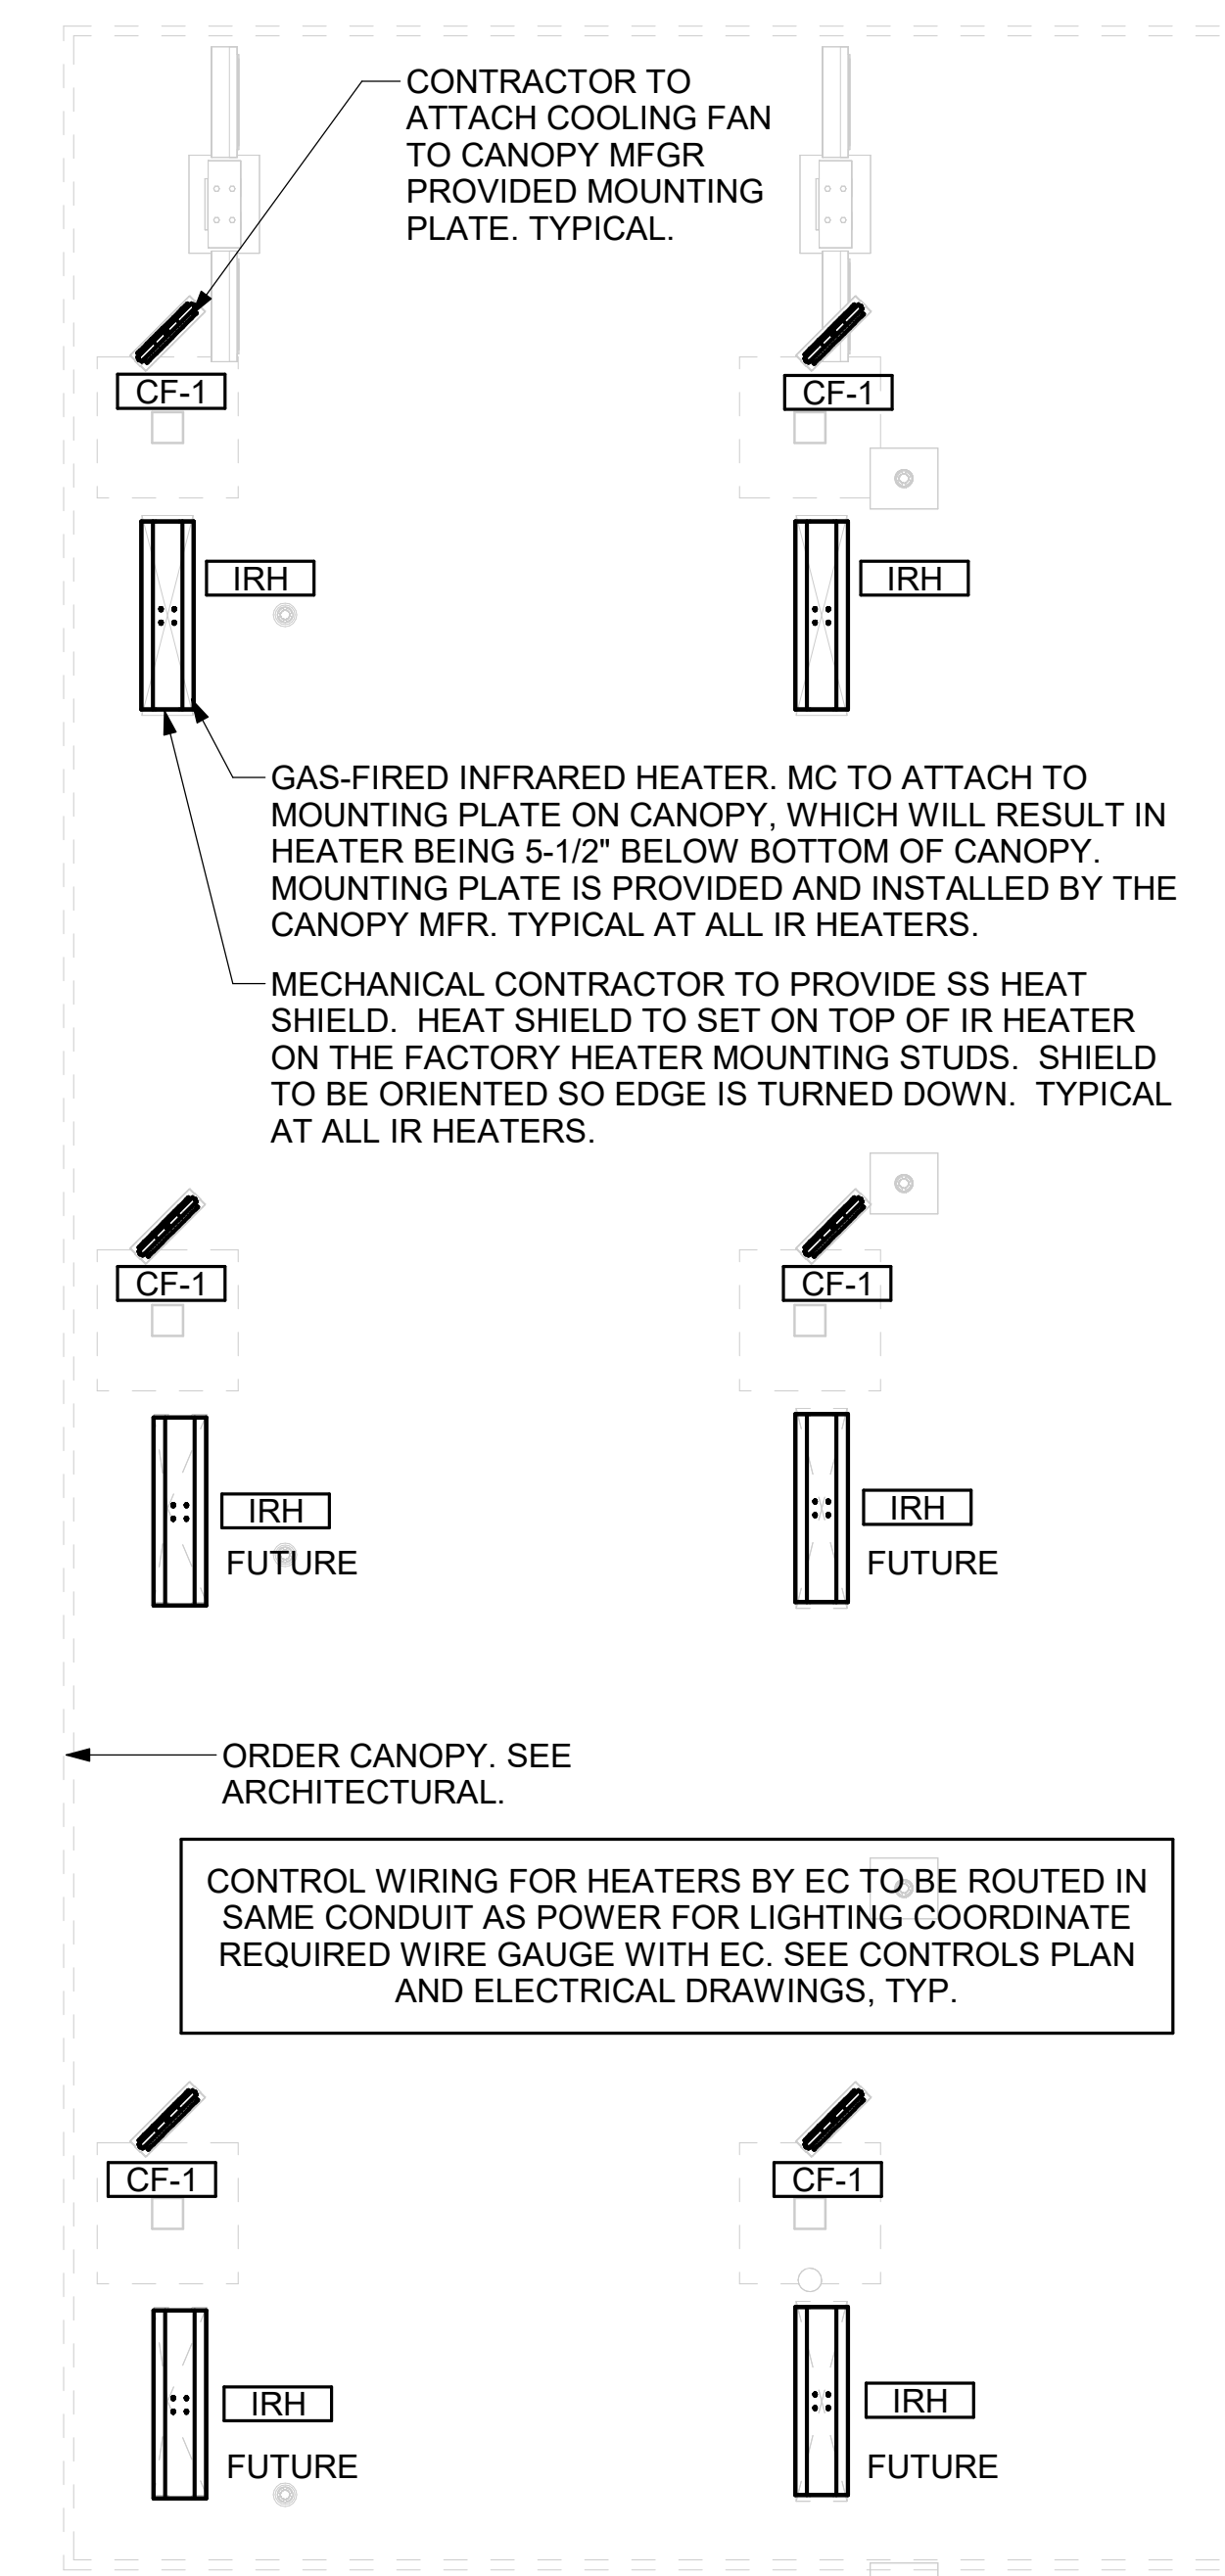 CONTRACTOR TO
ATTACH COOLING FAN
TO CANOPY MFGR
PROVIDED MOUNTING
PLATE. TYPICAL.
CF-1
CF-1
IRH
IRH
GAS-FIRED INFRARED HEATER. MC TO ATTACH TO
MOUNTING PLATE ON CANOPY, WHICH WILL RESULT IN
HEATER BEING 5-1/2" BELOW BOTTOM OF CANOPY.
MOUNTING PLATE IS PROVIDED AND INSTALLED BY THE
CANOPY MFR. TYPICAL AT ALL IR HEATERS.
MECHANICAL CONTRACTOR TO PROVIDE SS HEAT
SHIELD. HEAT SHIELD TO SET ON TOP OF IR HEATER
ON THE FACTORY HEATER MOUNTING STUDS. SHIELD
TO BE ORIENTED SO EDGE IS TURNED DOWN. TYPICAL
AT ALL IR HEATERS.
CF-1
CF-1
IRH
IRH
FUTURE
FUTURE
ORDER CANOPY. SEE
ARCHITECTURAL.
CONTROL WIRING FOR HEATERS BY EC TO BE ROUTED IN
SAME CONDUIT AS POWER FOR LIGHTING COORDINATE
REQUIRED WIRE GAUGE WITH EC. SEE CONTROLS PLAN
AND ELECTRICAL DRAWINGS, TYP.
CF-1
CF-1
IRH
IRH
FUTURE
FUTURE